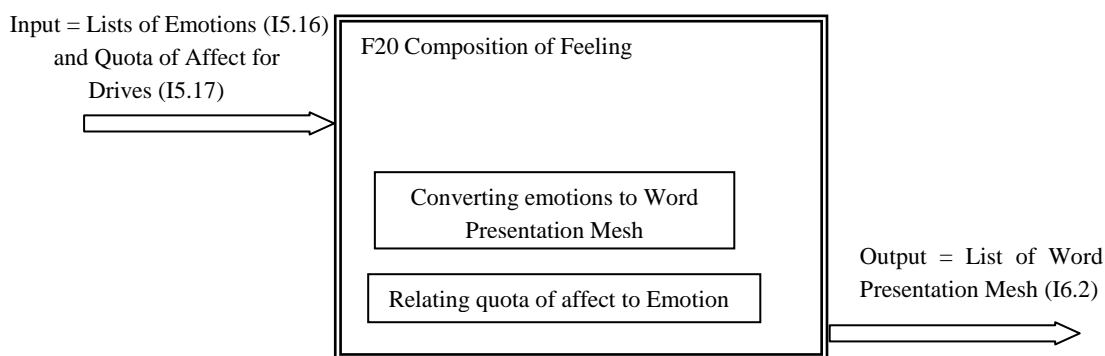 Input = Lists of Emotions (I5.16)
and Quota of Affect for
Drives (I5.17)
F20 Composition of Feeling
Converting emotions to Word
Presentation Mesh
Relating quota of affect to Emotion
Output = List of Word
Presentation Mesh (I6.2)